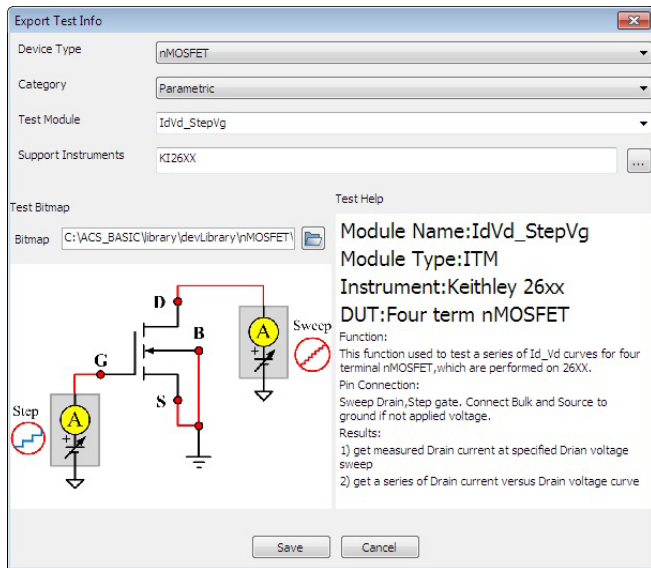 Export Test Info
Device Type
nMOSFET
Category
Parametric
Test Module
IdVd_StepVg
Support Instruments
KI26XX
...
Test Bitmap
Bitmap
C:\ACS_BASIC\library\devLibrary\nMOSFET\
D
B
G
S
A
Sweep
Step
A
Test Help
Module Name:IdVd_StepVg
Module Type:ITM
Instrument:Keithley 26xx
DUT:Four term nMOSFET
Function:
This function used to test a series of Id_Vd curves for four
terminal nMOSFET,which are performed on 26XX.
Pin Connection:
Sweep Drain,Step gate. Connect Bulk and Source to
ground if not applied voltage.
Results:
1) get measured Drain current at specified Drian voltage
sweep
2) get a series of Drain current versus Drain voltage curve
Save
Cancel